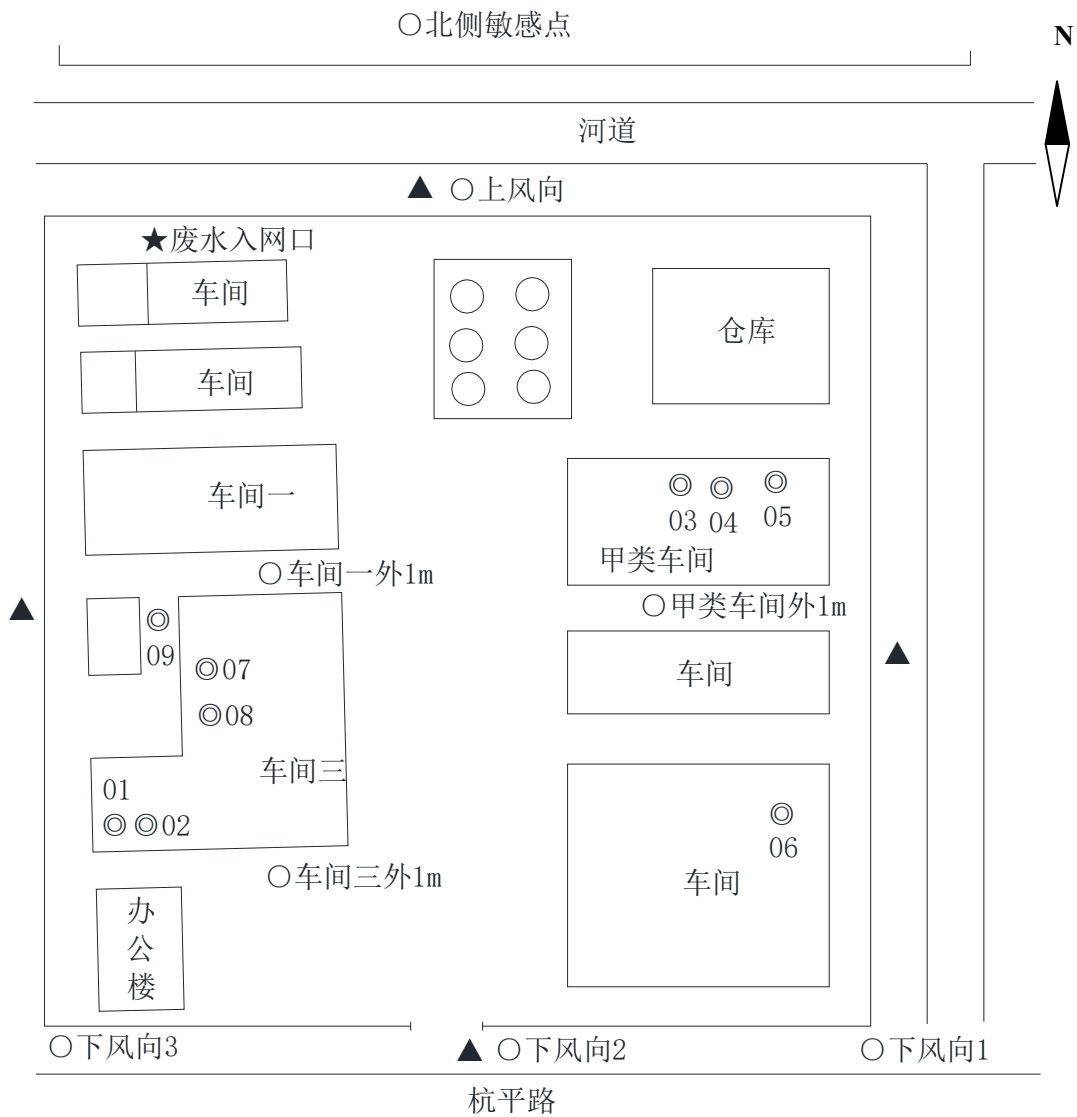 ○北侧敏感点
N
河道
▲ ○上风向
★废水入网口
车间
仓库
车间
车间一
03 04 05
甲类车间
○车间一外1m
○甲类车间外1m
▲
◎
09
◎07
▲
车间
◎08
车间三
01
◎◎02
◎
06
○车间三外1m
车间
办
公
楼
○下风向3
▲ ○下风向2
○下风向1
杭平路